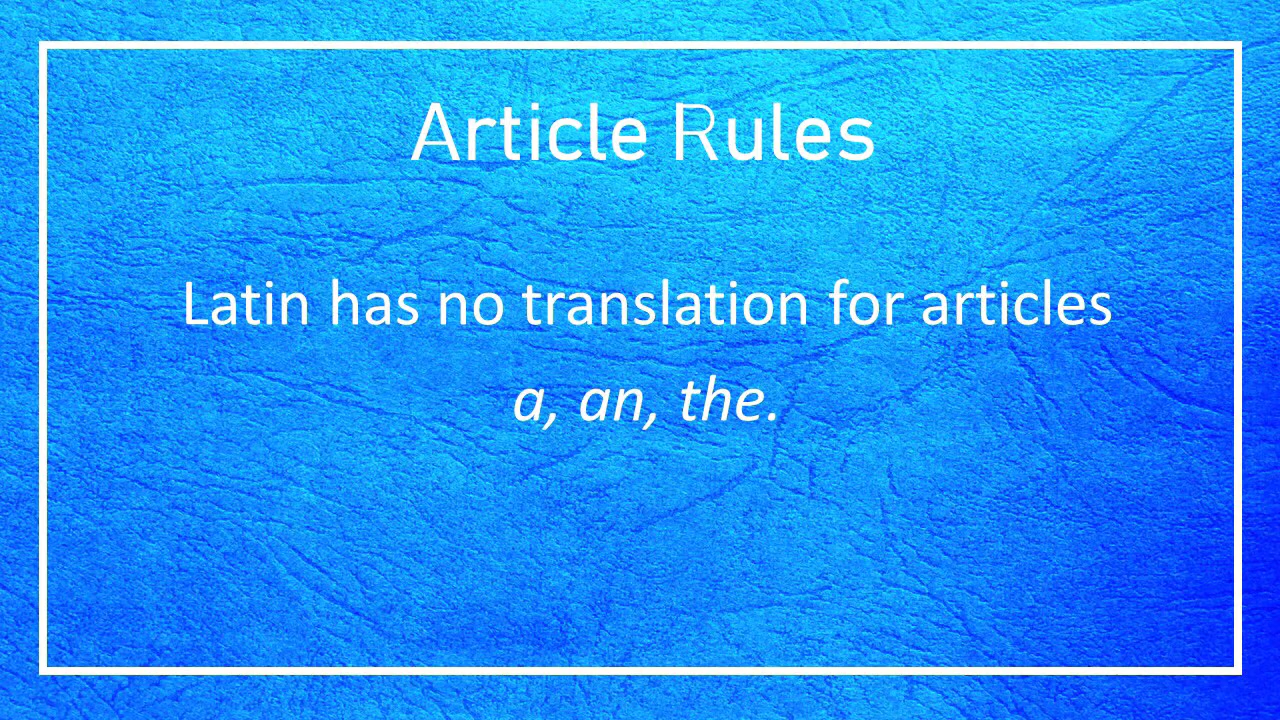 Article Rules
Latin has no translation for articles
a, an, the.